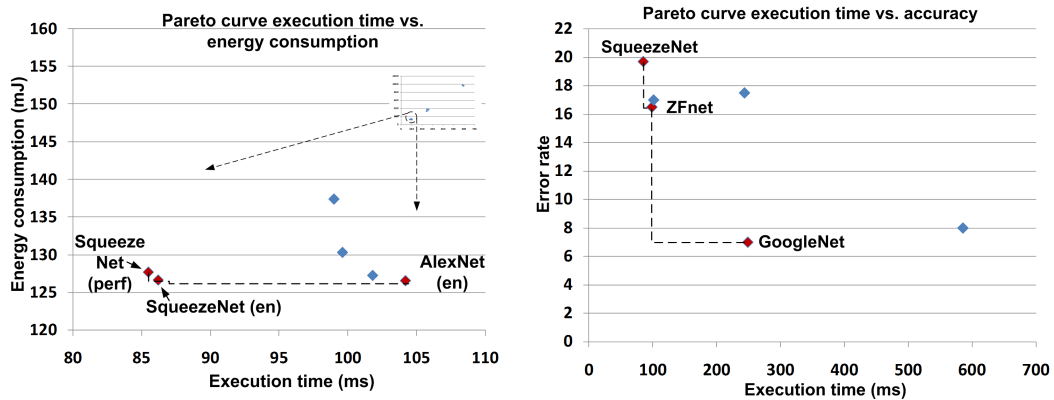 Pareto curve execution time vs.
energy consumption
Energy consumption (mJ)
160
155
150
145
140
135
130
125
120
80
85
90
95
100
105
110
Execution time (ms)
Squeeze
Net
(perf)
SqueezeNet (en)
AlexNet
(en)
Pareto curve execution time vs. accuracy
Error rate
22
20
18
16
14
12
10
8
6
4
2
0
0
100
200
300
400
500
600
700
Execution time (ms)
SqueezeNet
ZFnet
GoogleNet